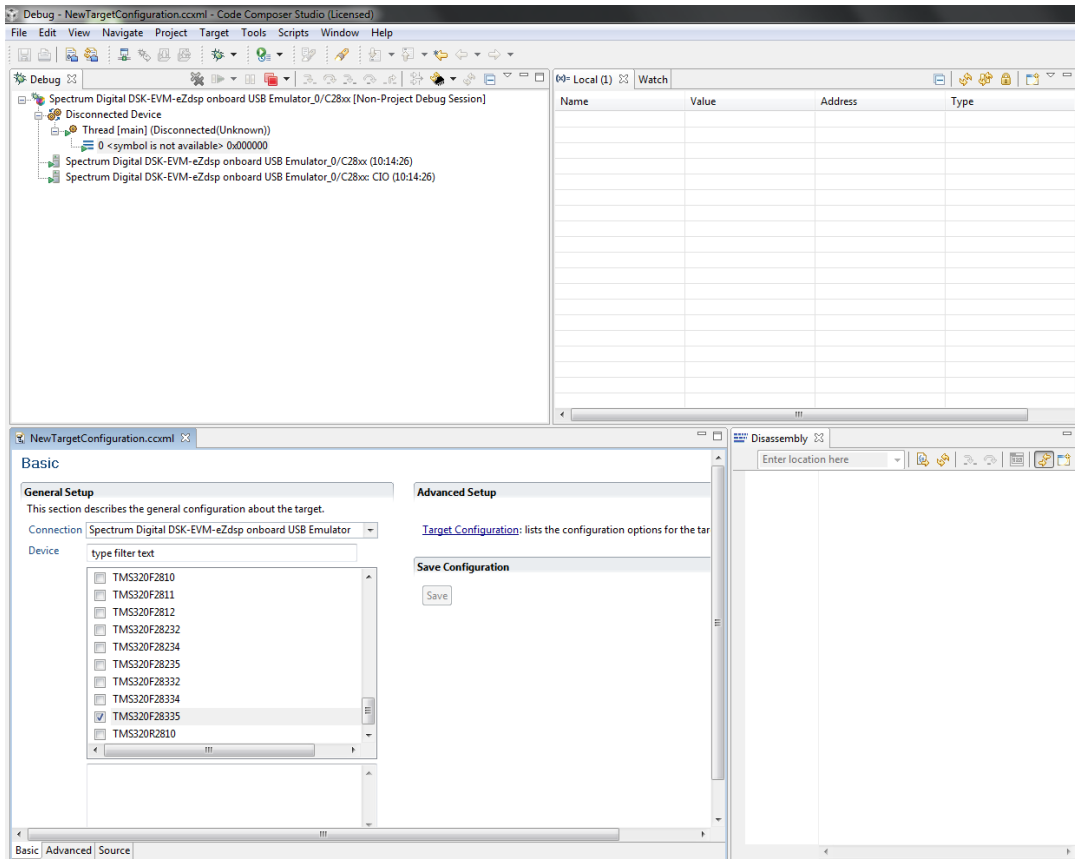 Debug - NewTargetConfiguration.ccxml - Code Composer Studio (Licensed)
File Edit View Navigate Project Target Tools Scripts Window Help
Debug
Spectrum Digital DSK-EVM-eZdsp onboard USB Emulator_0/C28xx [Non-Project Debug Session]
Disconnected Device
Thread [main] (Disconnected(Unknown))
0 <symbol is not available> 0x000000
Spectrum Digital DSK-EVM-eZdsp onboard USB Emulator_0/C28xx (10:14:26)
Spectrum Digital DSK-EVM-eZdsp onboard USB Emulator_0/C28xx: CIO (10:14:26)
(x)= Local (1) Watch
Name Value Address Type
NewTargetConfiguration.ccxml
Basic
General Setup
This section describes the general configuration about the target.
Connection Spectrum Digital DSK-EVM-eZdsp onboard USB Emulator
Device type filter text
TMS320F2810
TMS320F2811
TMS320F2812
TMS320F28232
TMS320F28234
TMS320F28235
TMS320F28332
TMS320F28334
TMS320F28335
TMS320R2810
Advanced Setup
Target Configuration: lists the configuration options for the tar
Save Configuration
Save
Basic Advanced Source
Disassembly
Enter location here